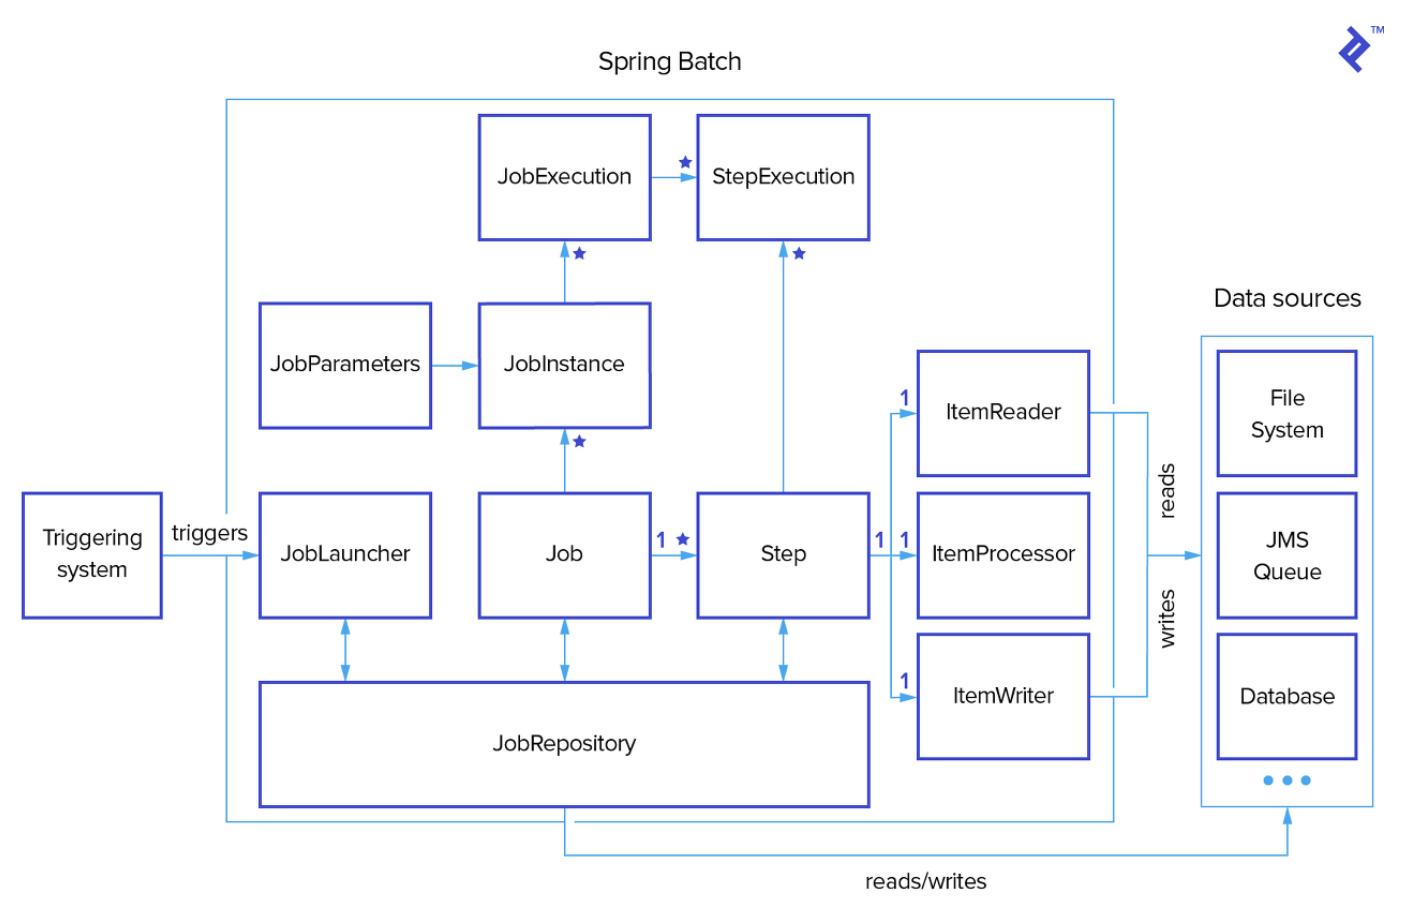 TM
Spring Batch
JobExecution
★
StepExecution
★
★
Data sources
JobParameters
JobInstance
★
1
ItemReader
File
System
reads
Triggering
system
triggers
JobLauncher
Job
1 ★
Step
1
1
ItemProcessor
JMS
Queue
writes
1
ItemWriter
Database
JobRepository
reads/writes